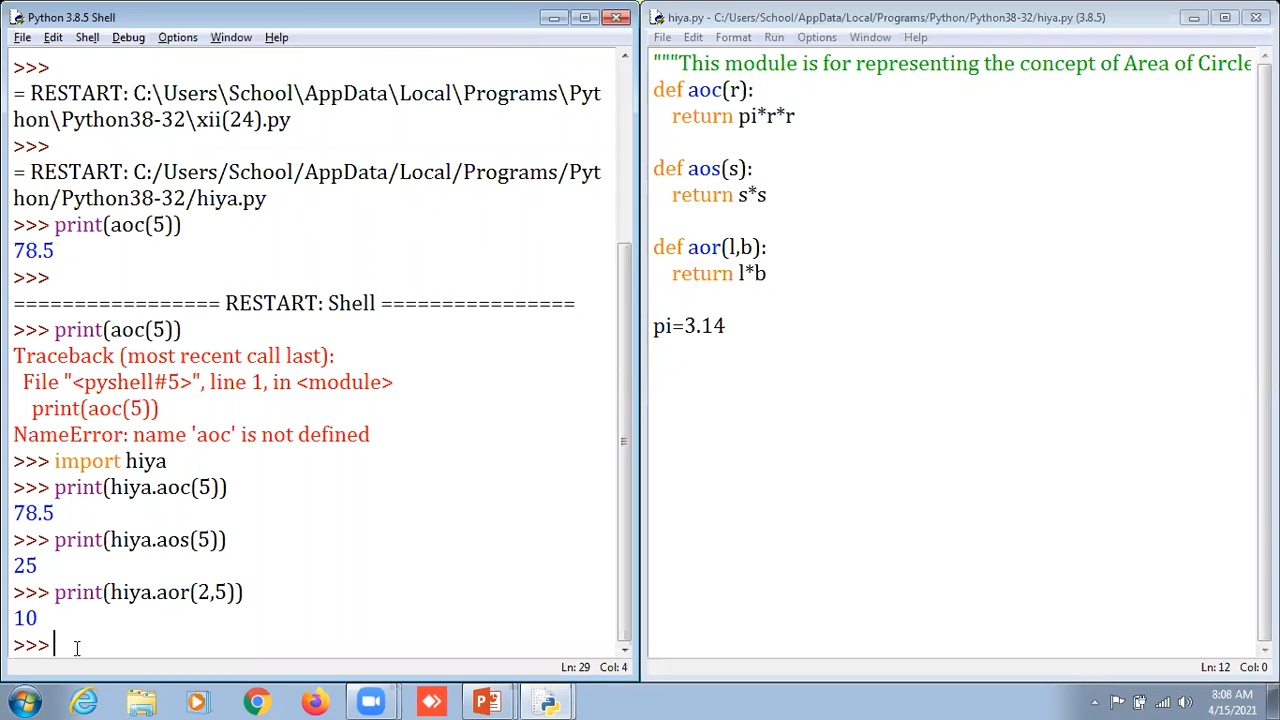 Python 3.8.5 Shell
File Edit Shell Debug Options Window Help
>>>
= RESTART: C:\Users\School\AppData\Local\Programs\Pyt
hon\Python38-32\xii(24).py
>>>
= RESTART: C:/Users/School/AppData/Local/Programs/Pyt
hon/Python38-32/hiya.py
>>> print(aoc(5))
78.5
>>>
================ RESTART: Shell ===============
>>> print(aoc(5))
Traceback (most recent call last):
File "<pyshell#5>", line 1, in <module>
print(aoc(5))
NameError: name 'aoc' is not defined
>>> import hiya
>>> print(hiya.aoc(5))
78.5
>>> print(hiya.aos(5))
25
>>> print(hiya.aor(2,5))
10
>>>
Ln: 29 Col: 4
hiya.py - C:/Users/School/AppData/Local/Programs/Python/Python38-32/hiya.py (3.8.5)
File Edit Format Run Options Window Help
"""This module is for representing the concept of Area of Circle
def aoc(r):
return pi*r*r
def aos(s):
return s*s
def aor(l,b):
return l*b
pi=3.14
Ln: 12 Col: 0
8:08 AM
4/15/2021